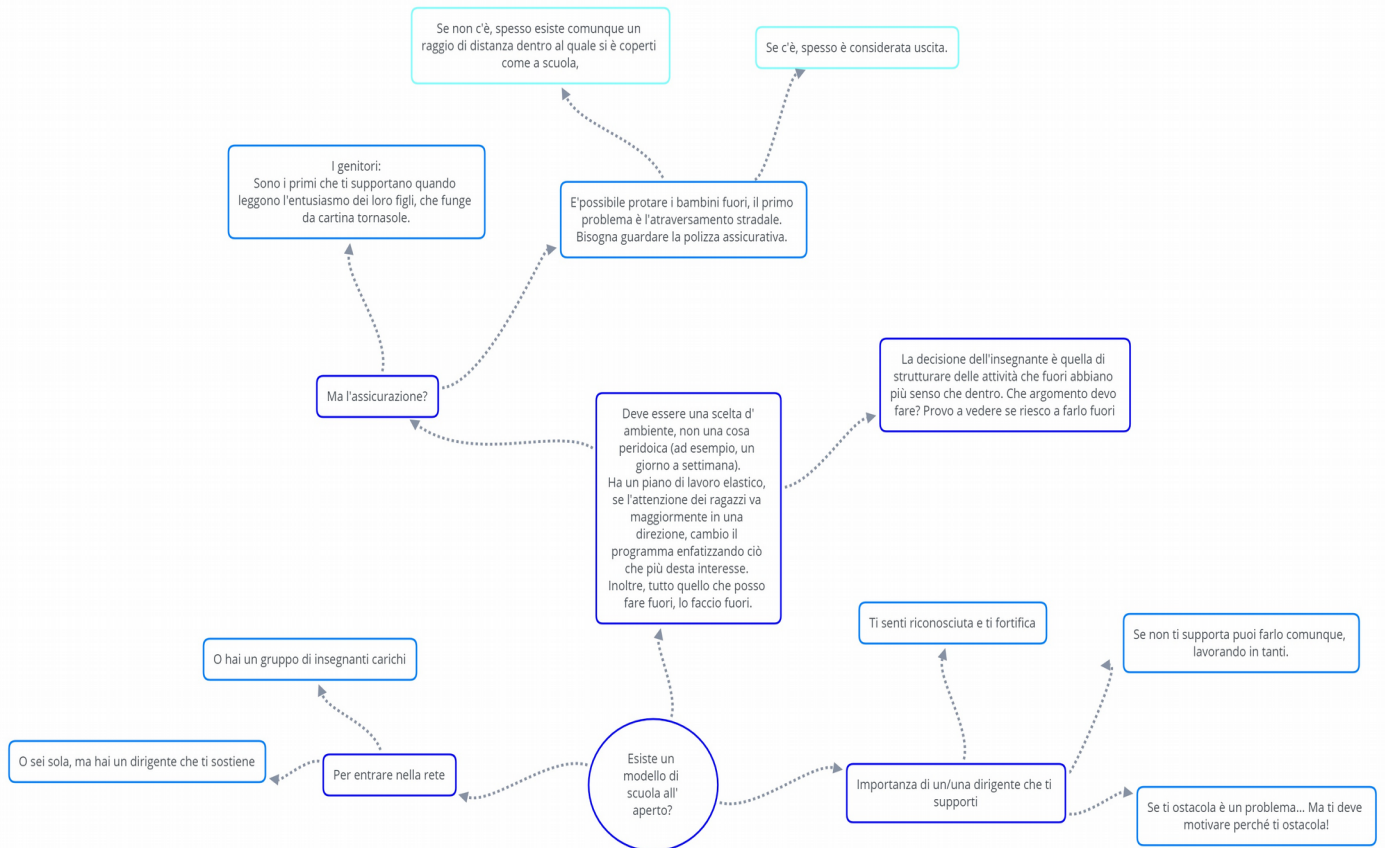 Se non c'è, spesso esiste comunque un
raggio di distanza dentro al quale si è coperti
come a scuola,
Se c'è, spesso è considerata uscita.
I genitori:
Sono i primi che ti supportano quando
leggono l'entusiasmo dei loro figli, che funge
da cartina tornasole.
E'possibile protare i bambini fuori, il primo
problema è l'atraversamento stradale.
Bisogna guardare la polizza assicurativa.
Ma l'assicurazione?
La decisione dell'insegnante è quella di
strutturare delle attività che fuori abbiano
più senso che dentro. Che argomento devo
fare? Provo a vedere se riesco a farlo fuori
Deve essere una scelta d'
ambiente, non una cosa
peridoica (ad esempio, un
giorno a settimana).
Ha un piano di lavoro elastico,
se l'attenzione dei ragazzi va
maggiormente in una
direzione, cambio il
programma enfatizzando ciò
che più desta interesse.
Inoltre, tutto quello che posso
fare fuori, lo faccio fuori.
Ti senti riconosciuta e ti fortifica
Se non ti supporta puoi farlo comunque,
lavorando in tanti.
O hai un gruppo di insegnanti carichi
O sei sola, ma hai un dirigente che ti sostiene
Per entrare nella rete
Esiste un
modello di
scuola all'
aperto?
Importanza di un/una dirigente che ti
supporti
Se ti ostacola è un problema... Ma ti deve
motivare perché ti ostacola!